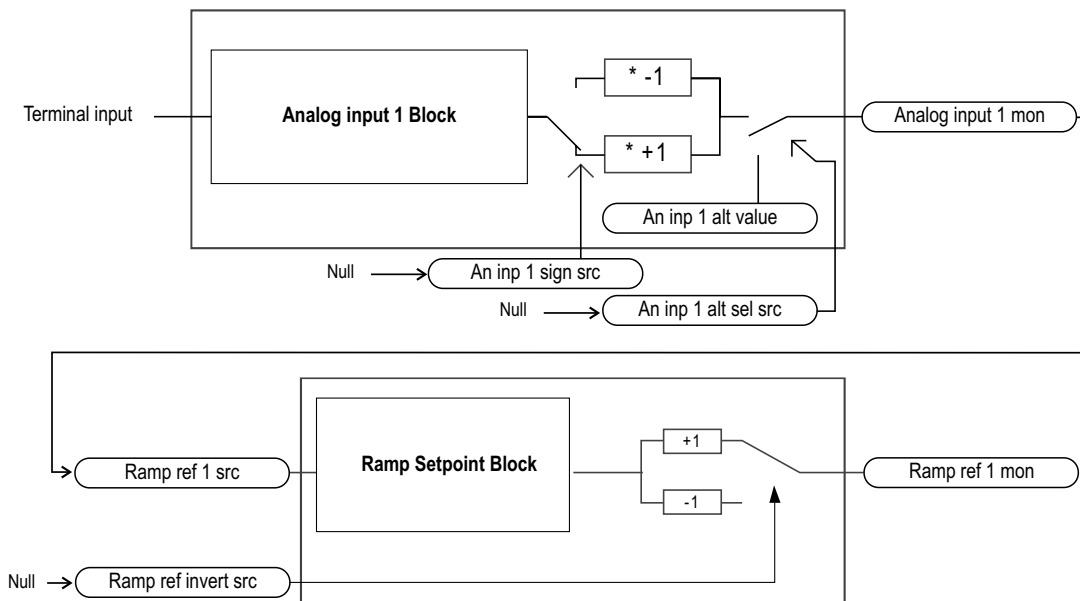 * -1
Terminal input
Analog input 1 Block
Analog input 1 mon
* +1
An inp 1 alt value
Null
An inp 1 sign src
Null
An inp 1 alt sel src
+1
Ramp Setpoint Block
Ramp ref 1 src
Ramp ref 1 mon
-1
Null
Ramp ref invert src